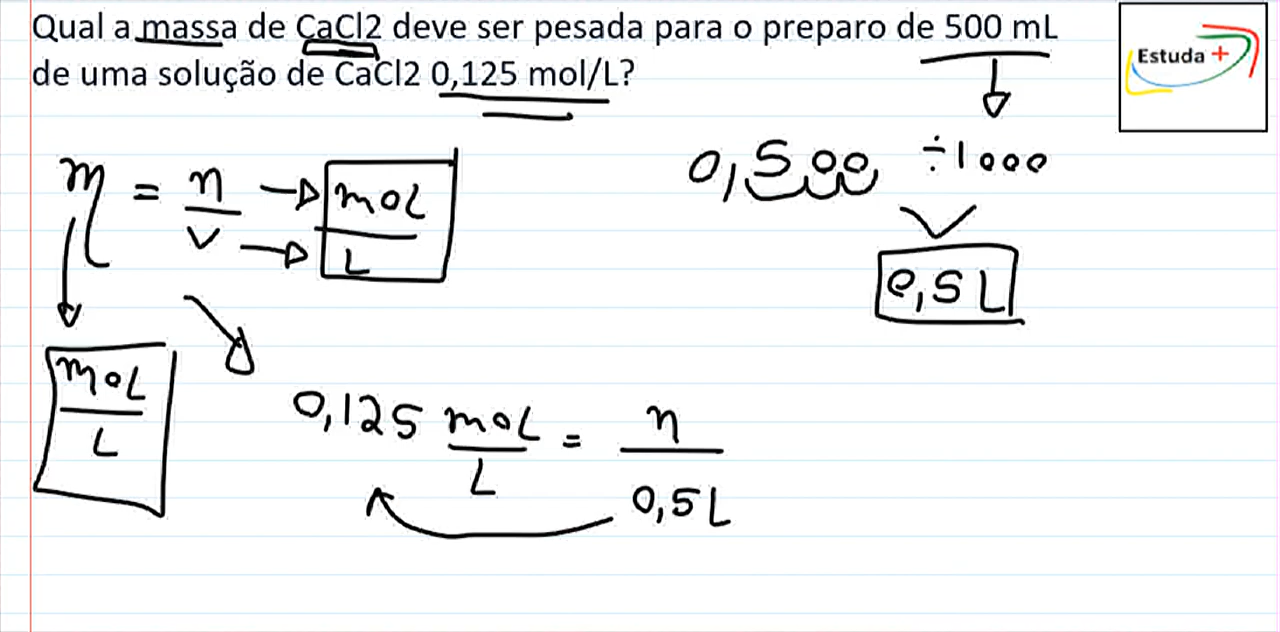 Qual a massa de CaCl2 deve ser pesada para o preparo de 500 mL
de uma solução de CaCl2 0,125 mol/L?
Estuda +
0,500 ÷1000
m = n → mol
v → L
0,5 L
mol
L
0,125 mol = n
L 0,5 L